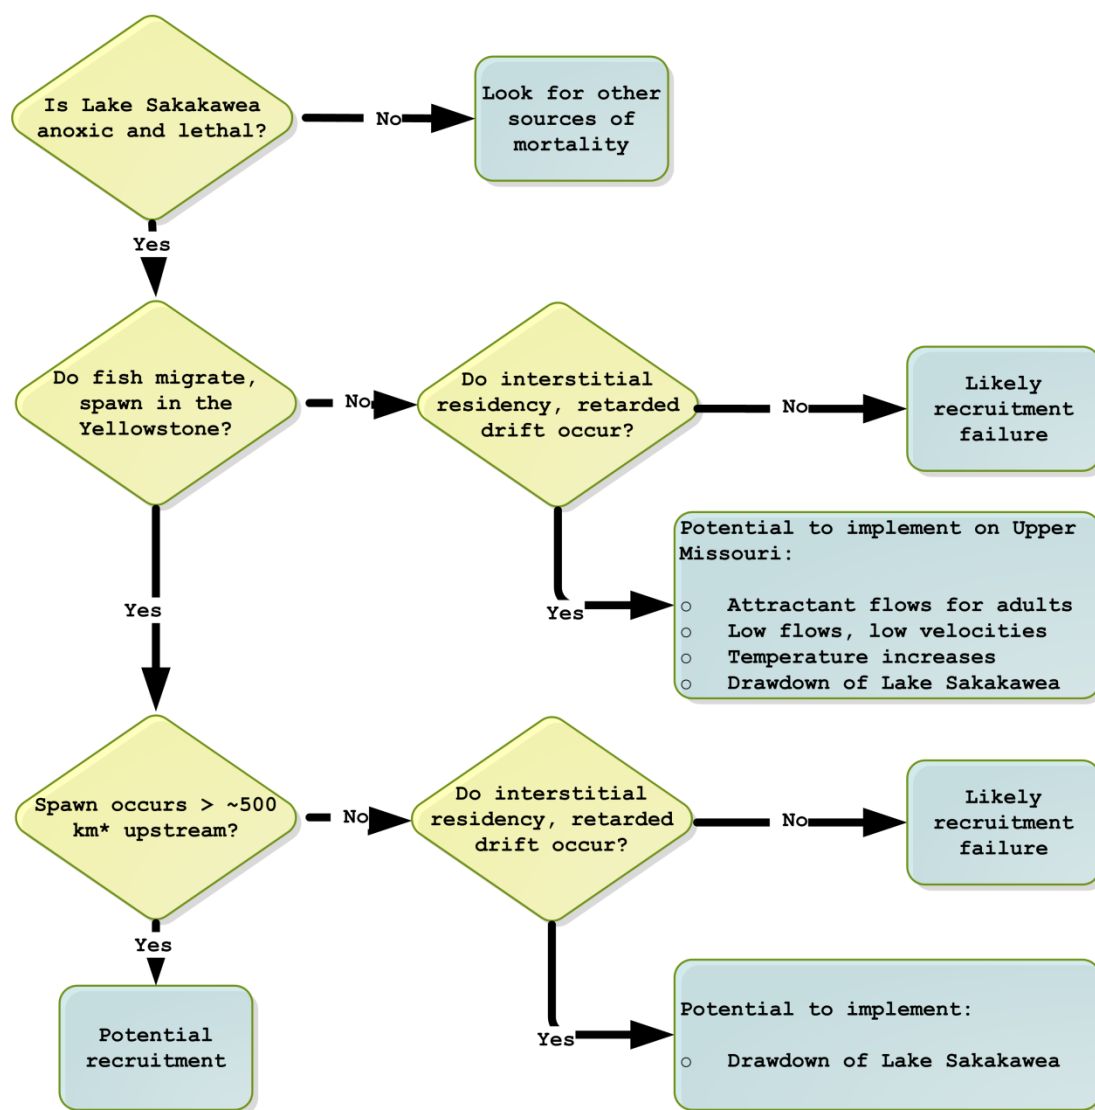 Is Lake Sakakawea
anoxic and lethal?
No
Look for other
sources of
mortality
Yes
Do fish migrate,
spawn in the
Yellowstone?
No
Do interstitial
residency, retarded
drift occur?
No
Likely
recruitment
failure
Yes
Potential to implement on Upper
Missouri:
○ Attractant flows for adults
○ Low flows, low velocities
○ Temperature increases
○ Drawdown of Lake Sakakawea
Yes
Spawn occurs > ~500
km* upstream?
No
Do interstitial
residency, retarded
drift occur?
No
Likely
recruitment
failure
Yes
Potential
recruitment
Yes
Potential to implement:
○ Drawdown of Lake Sakakawea